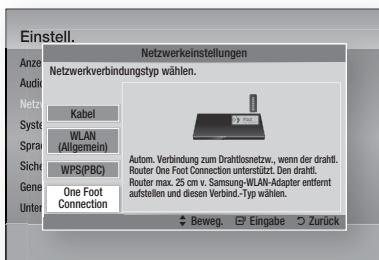 Einstell.
Netzwerkeinstellungen
Netzwerkverbindungstyp wählen.
Anze
Audio
Netzw
Syste
Sprac
Siche
Gene
Unter
Kabel
WLAN
(Allgemein)
WPS(PBC)
One Foot
Connection
Autom. Verbindung zum Drahtlosnetzw., wenn der drahtl.
Router One Foot Connection unterstützt. Den drahtl.
Router max. 25 cm v. Samsung-WLAN-Adapter entfernt
aufstellen und diesen Verbind.-Typ wählen.
Beweg. Eingabe Zurück